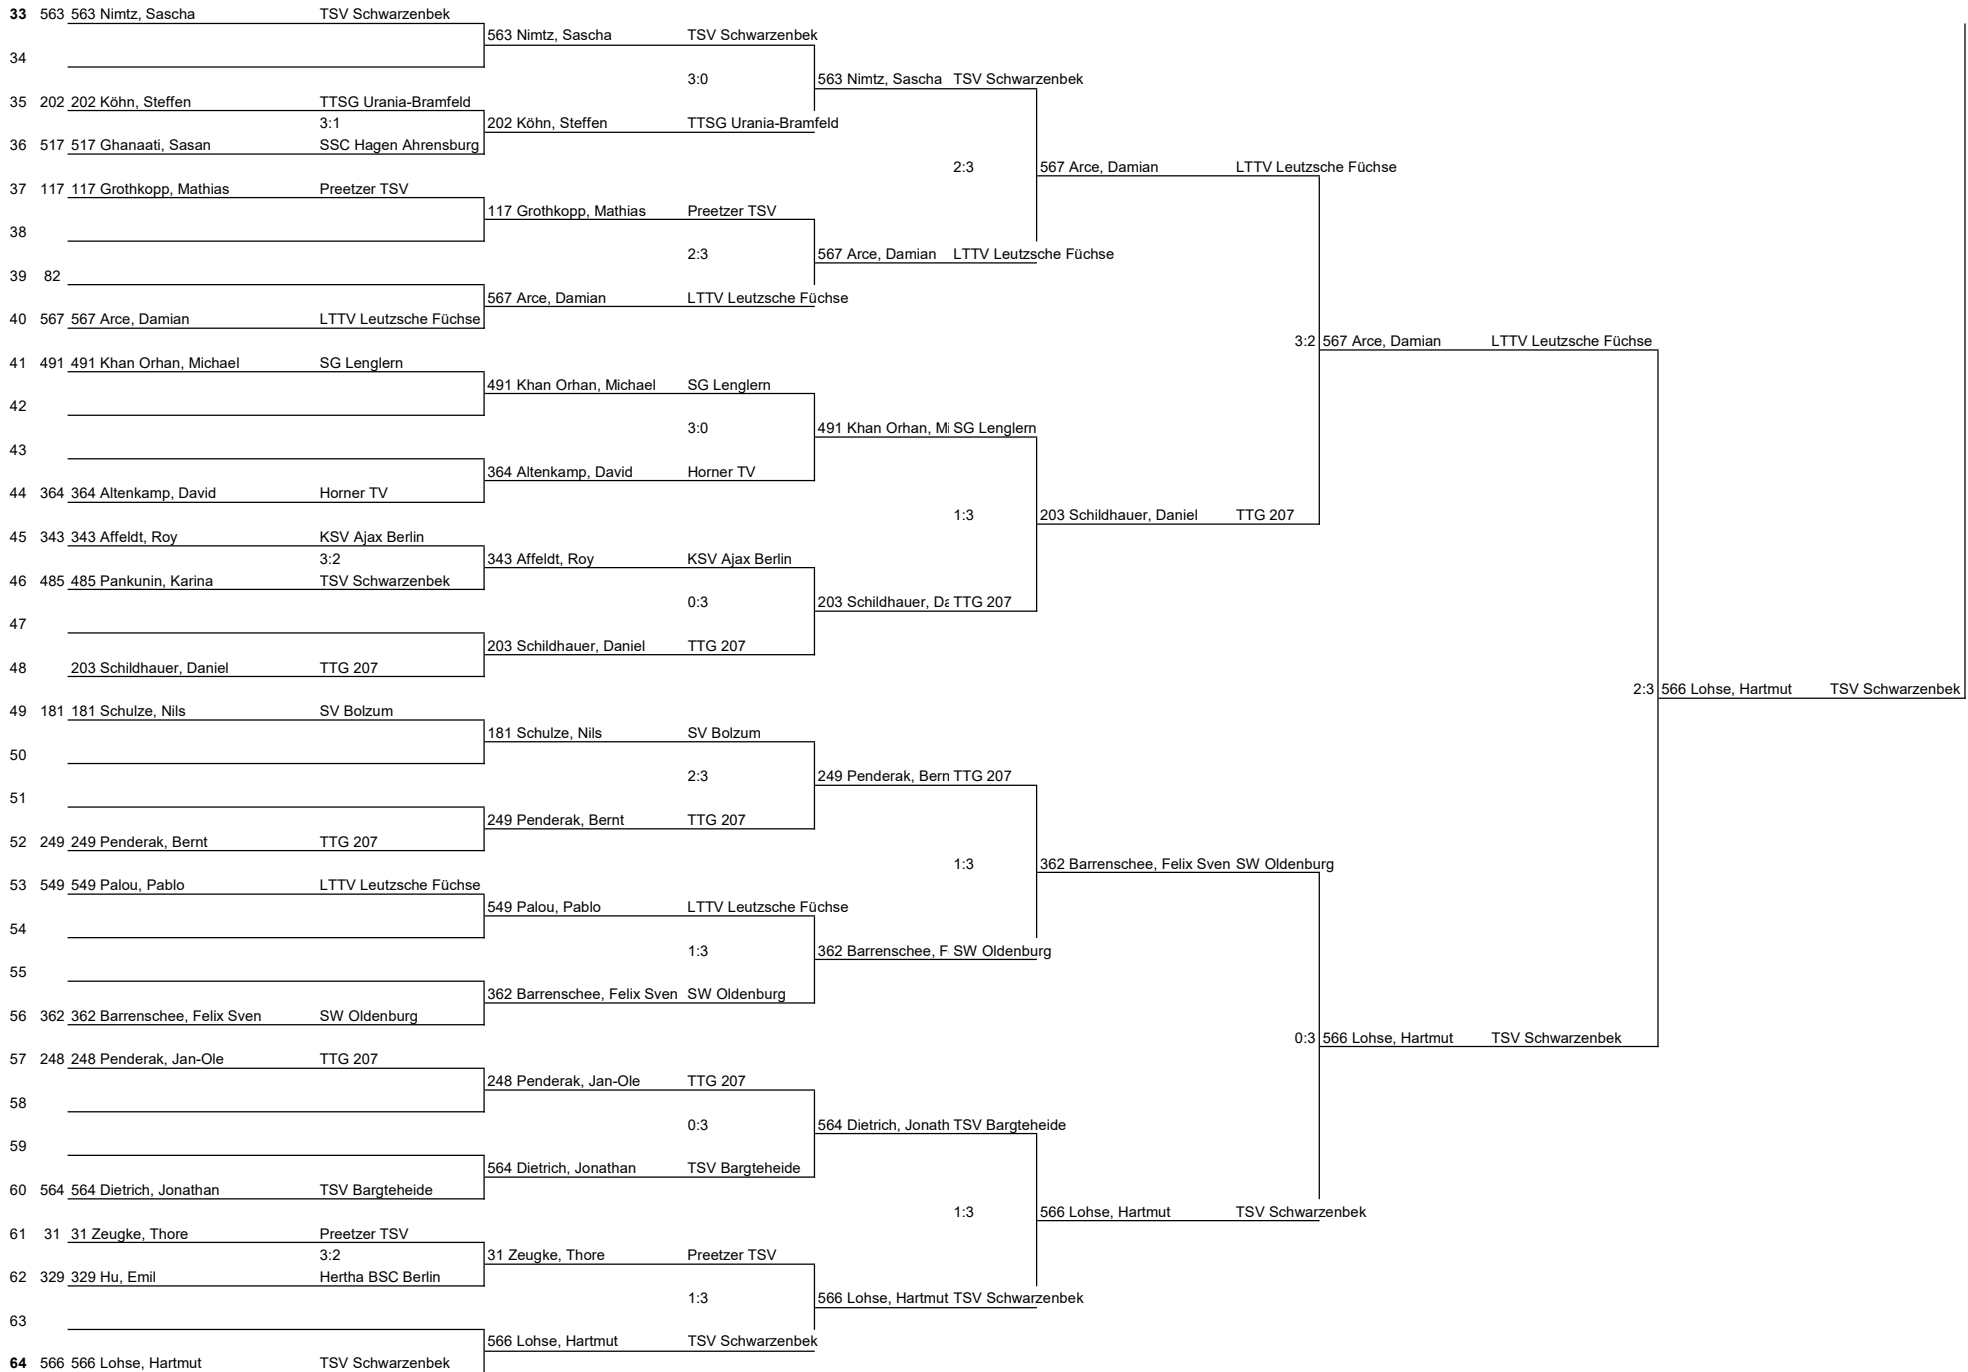 33 563 563 Nimtz, Sascha TSV Schwarzenbek
563 Nimtz, Sascha TSV Schwarzenbek
34
3:0 563 Nimtz, Sascha TSV Schwarzenbek
35 202 202 Köhn, Steffen TTSG Urania-Bramfeld
3:1 202 Köhn, Steffen TTSG Urania-Bramfeld
36 517 517 Ghanaati, Sasan SSC Hagen Ahrensburg
2:3 567 Arce, Damian LTTV Leutzsche Füchse
37 117 117 Grothkopp, Mathias Preetzer TSV
117 Grothkopp, Mathias Preetzer TSV
38
2:3 567 Arce, Damian LTTV Leutzsche Füchse
39 82
567 Arce, Damian LTTV Leutzsche Füchse
40 567 567 Arce, Damian LTTV Leutzsche Füchse
3:2 567 Arce, Damian LTTV Leutzsche Füchse
41 491 491 Khan Orhan, Michael SG Lenglern
491 Khan Orhan, Michael SG Lenglern
42
3:0 491 Khan Orhan, Mi SG Lenglern
43
364 Altenkamp, David Horner TV
44 364 364 Altenkamp, David Horner TV
1:3 203 Schildhauer, Daniel TTG 207
45 343 343 Affeldt, Roy KSV Ajax Berlin
3:2 343 Affeldt, Roy KSV Ajax Berlin
46 485 485 Pankunin, Karina TSV Schwarzenbek
0:3 203 Schildhauer, Da TTG 207
47
203 Schildhauer, Daniel TTG 207
48 203 Schildhauer, Daniel TTG 207
2:3 566 Lohse, Hartmut TSV Schwarzenbek
49 181 181 Schulze, Nils SV Bolzum
181 Schulze, Nils SV Bolzum
50
2:3 249 Penderak, Bern TTG 207
51
249 Penderak, Bernt TTG 207
52 249 249 Penderak, Bernt TTG 207
1:3 362 Barrenschee, Felix Sven SW Oldenburg
53 549 549 Palou, Pablo LTTV Leutzsche Füchse
549 Palou, Pablo LTTV Leutzsche Füchse
54
1:3 362 Barrenschee, F SW Oldenburg
55
362 Barrenschee, Felix Sven SW Oldenburg
56 362 362 Barrenschee, Felix Sven SW Oldenburg
0:3 566 Lohse, Hartmut TSV Schwarzenbek
57 248 248 Penderak, Jan-Ole TTG 207
248 Penderak, Jan-Ole TTG 207
58
0:3 564 Dietrich, Jonath TSV Bargteheide
59
564 Dietrich, Jonathan TSV Bargteheide
60 564 564 Dietrich, Jonathan TSV Bargteheide
1:3 566 Lohse, Hartmut TSV Schwarzenbek
61 31 31 Zeugke, Thore Preetzer TSV
3:2 31 Zeugke, Thore Preetzer TSV
62 329 329 Hu, Emil Hertha BSC Berlin
1:3 566 Lohse, Hartmut TSV Schwarzenbek
63
566 Lohse, Hartmut TSV Schwarzenbek
64 566 566 Lohse, Hartmut TSV Schwarzenbek